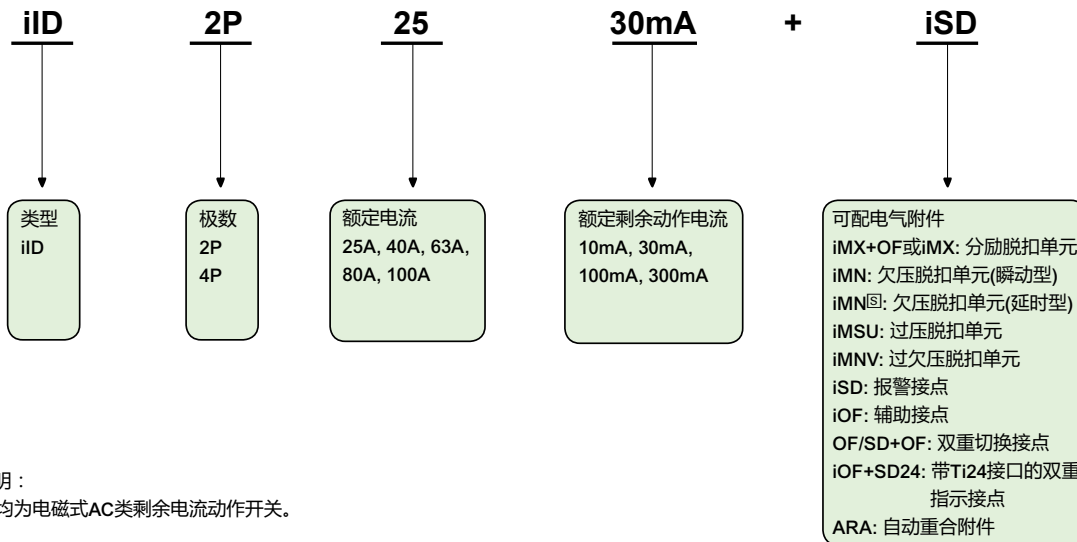 iID 2P 25 30mA + iSD
类型
iID
极数
2P
4P
额定电流
25A, 40A, 63A,
80A, 100A
额定剩余动作电流
10mA, 30mA,
100mA, 300mA
可配电气附件
iMX+OF或iMX: 分励脱扣单元
iMN: 欠压脱扣单元(瞬动型)
iMN🅂: 欠压脱扣单元(延时型)
iMSU: 过压脱扣单元
iMNV: 过欠压脱扣单元
iSD: 报警接点
iOF: 辅助接点
OF/SD+OF: 双重切换接点
iOF+SD24: 带Ti24接口的双重
指示接点
ARA: 自动重合附件
明：
均为电磁式AC类剩余电流动作开关。